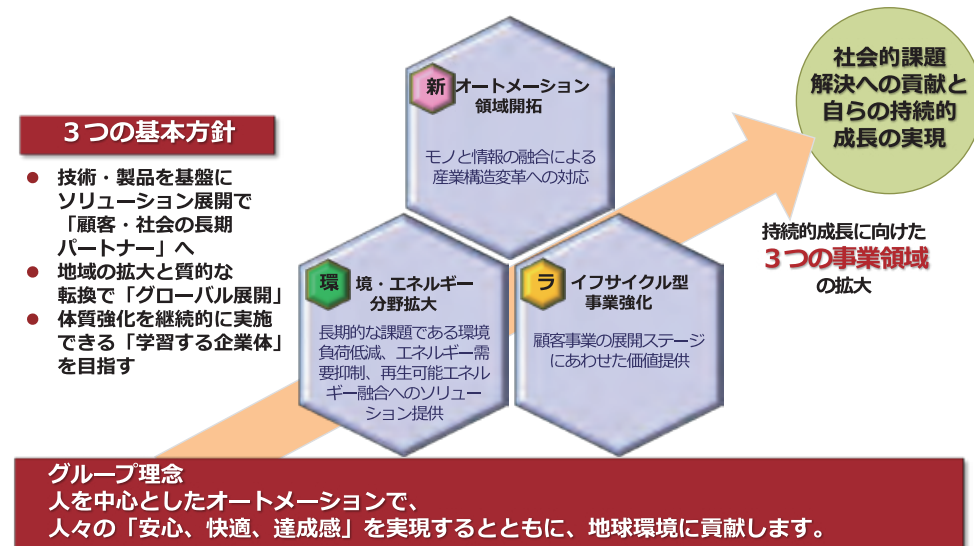 3つの基本方針
● 技術・製品を基盤に
ソリューション展開で
「顧客・社会の長期
パートナー」へ
● 地域の拡大と質的な
転換で「グローバル展開」
● 体質強化を継続的に実施
できる「学習する企業体」
を目指す
新オートメーション
領域開拓
モノと情報の融合による
産業構造変革への対応
環境・エネルギー
分野拡大
長期的な課題である環境
負荷低減、エネルギー需
要抑制、再生可能エネル
ギー融合へのソリュー
ション提供
ライフサイクル型
事業強化
顧客事業の展開ステージ
にあわせた価値提供
社会的課題
解決への貢献と
自らの持続的
成長の実現
持続的成長に向けた
3つの事業領域
の拡大
グループ理念
人を中心としたオートメーションで、
人々の「安心、快適、達成感」を実現するとともに、地球環境に貢献します。